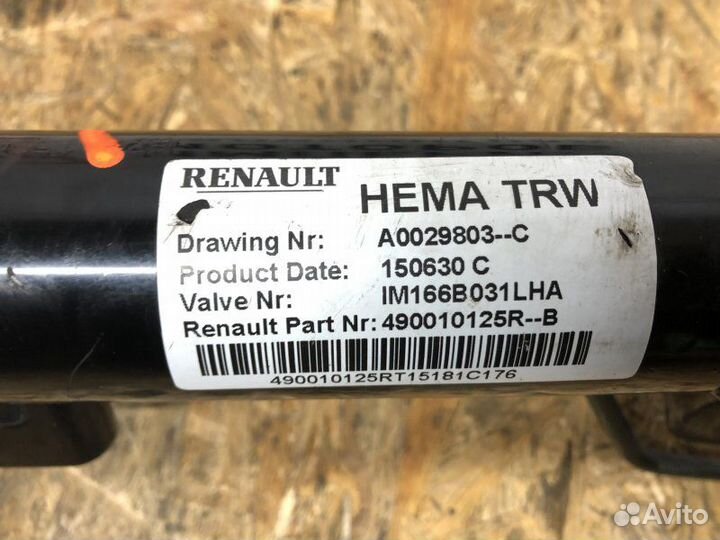 RENAULT HEMA TRW
Drawing Nr: A0029803--C
Product Date: 150630 C
Valve Nr: IM166B031LHA
Renault Part Nr: 490010125R--B
490010125RT15181C176
Avito